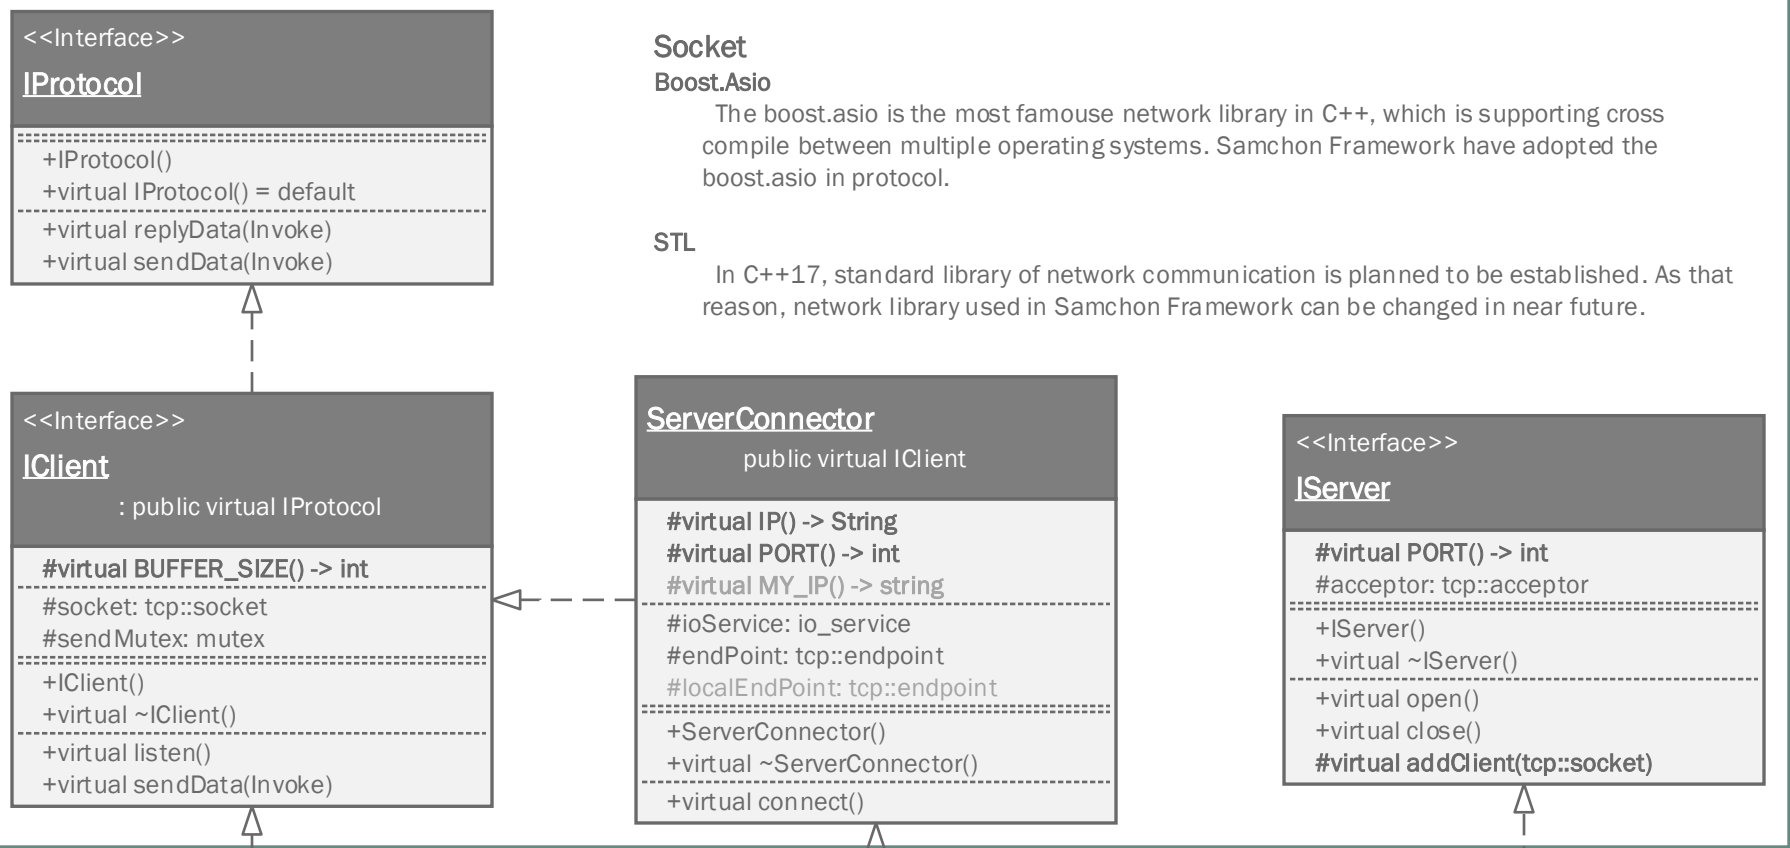 <<Interface>>
IProtocol
+IProtocol()
+virtual IProtocol() = default
+virtual replyData(Invoke)
+virtual sendData(Invoke)
Socket
Boost.Asio
The boost.asio is the most famouse network library in C++, which is supporting cross
compile between multiple operating systems. Samchon Framework have adopted the
boost.asio in protocol.
STL
In C++17, standard library of network communication is planned to be established. As that
reason, network library used in Samchon Framework can be changed in near future.
<<Interface>>
IClient
: public virtual IProtocol
#virtual BUFFER_SIZE() -> int
#socket: tcp::socket
#sendMutex: mutex
+IClient()
+virtual ~IClient()
+virtual listen()
+virtual sendData(Invoke)
ServerConnector
public virtual IClient
#virtual IP() -> String
#virtual PORT() -> int
#virtual MY_IP() -> string
#ioService: io_service
#endPoint: tcp::endpoint
#localEndPoint: tcp::endpoint
+ServerConnector()
+virtual ~ServerConnector()
+virtual connect()
<<Interface>>
IServer
#virtual PORT() -> int
#acceptor: tcp::acceptor
+IServer()
+virtual ~IServer()
+virtual open()
+virtual close()
#virtual addClient(tcp::socket)